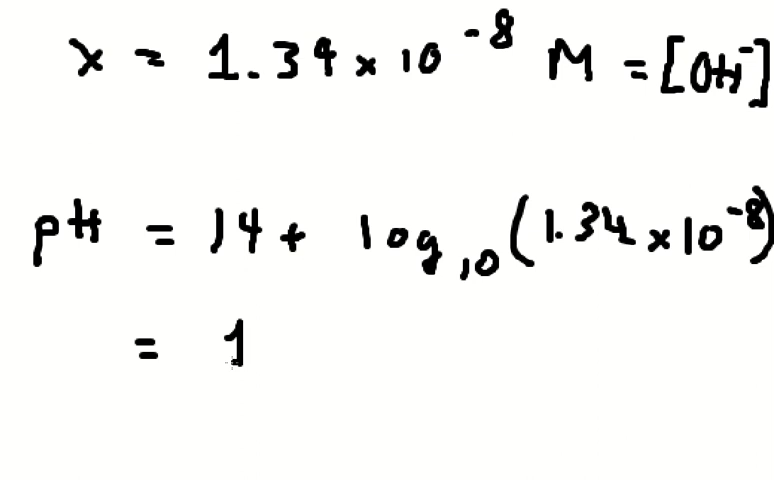 x = 1.34 × 10⁻⁸ M = [OH⁻]
pH = 14 + log₁₀(1.34 × 10⁻⁸)
= 1